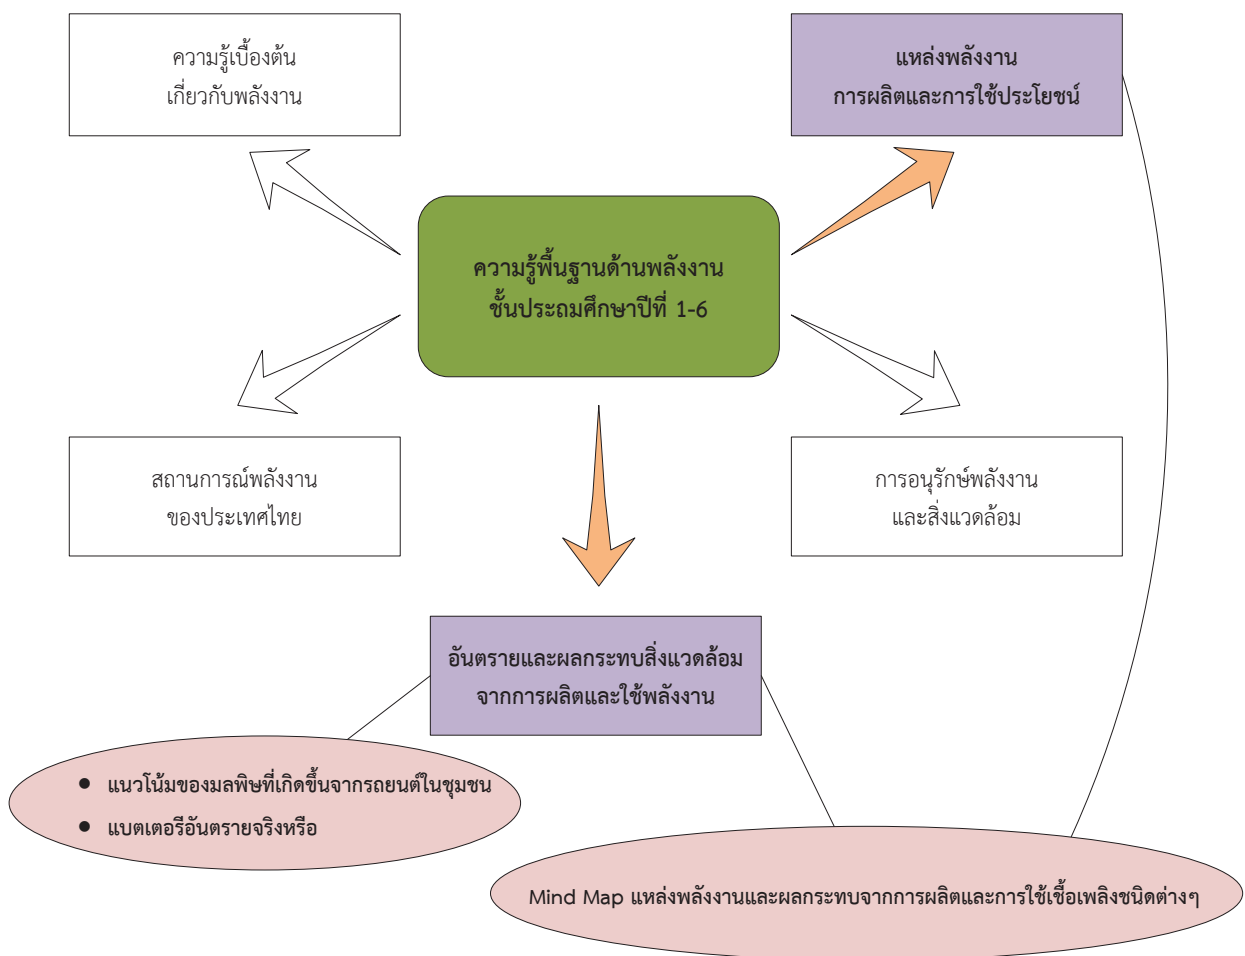 ความรู้เบื้องต้น
เกี่ยวกับพลังงาน
แหล่งพลังงาน
การผลิตและการใช้ประโยชน์
ความรู้พื้นฐานด้านพลังงาน
ชั้นประถมศึกษาปีที่ 1-6
สถานการณ์พลังงาน
ของประเทศไทย
การอนุรักษ์พลังงาน
และสิ่งแวดล้อม
อันตรายและผลกระทบสิ่งแวดล้อม
จากการผลิตและใช้พลังงาน
• แนวโน้มของมลพิษที่เกิดขึ้นจากรถยนต์ในชุมชน
• แบตเตอรีอันตรายจริงหรือ
Mind Map แหล่งพลังงานและผลกระทบจากการผลิตและการใช้เชื้อเพลิงชนิดต่างๆ